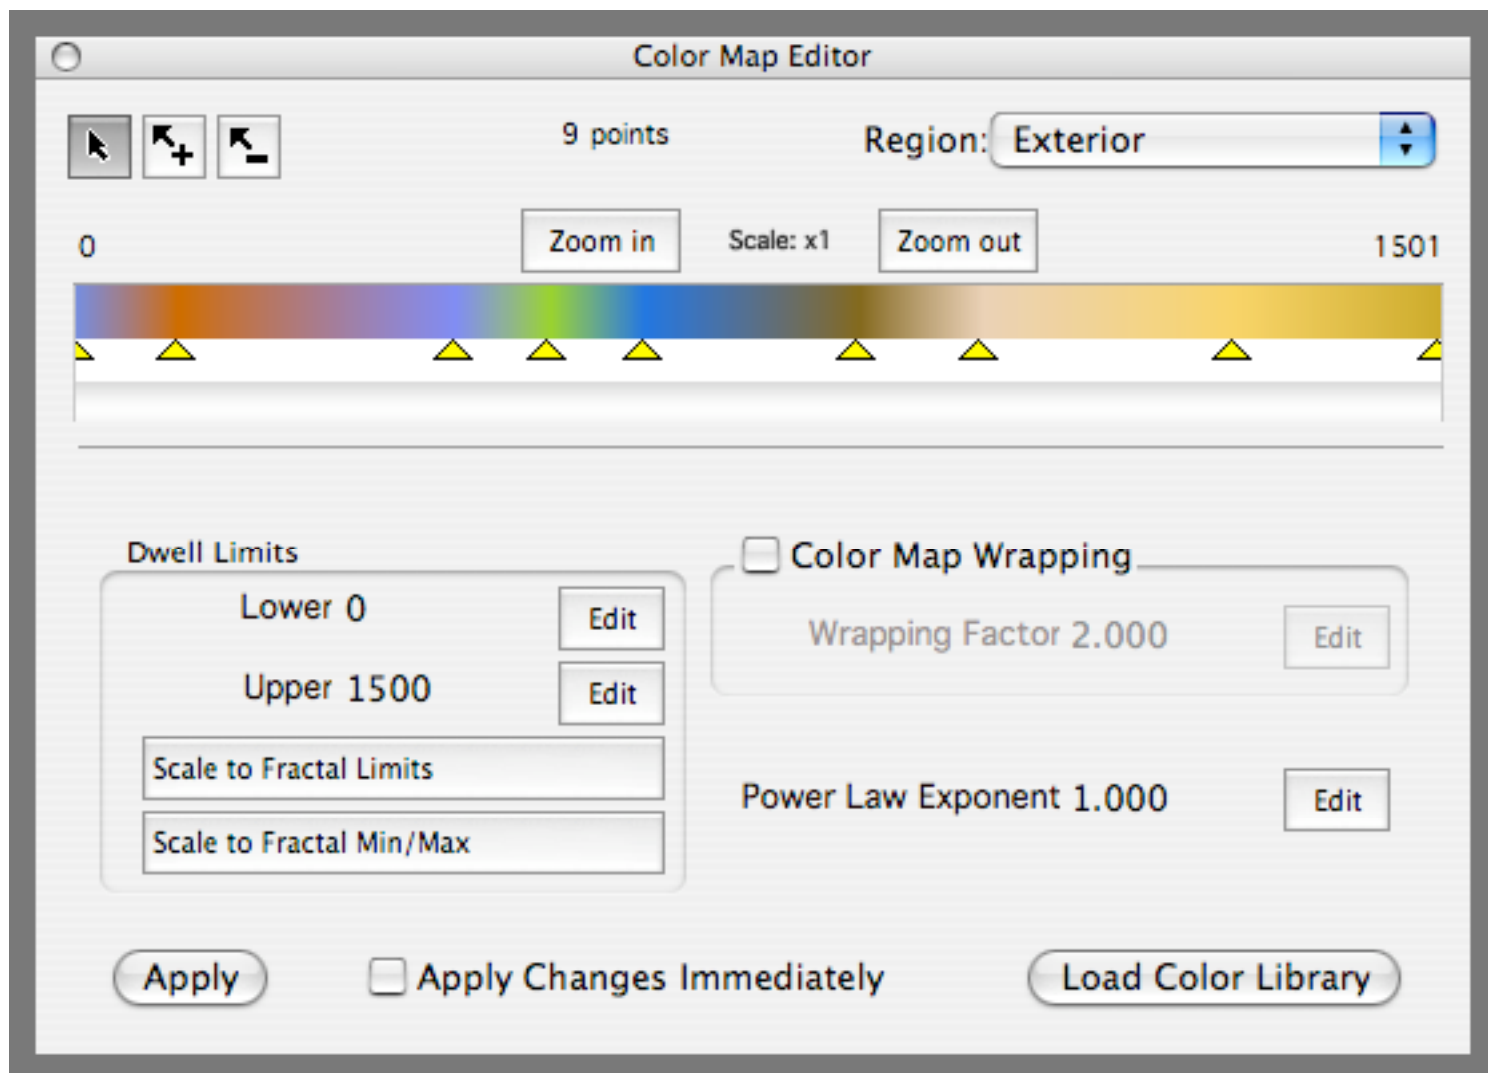 Color Map Editor
9 points
Region: Exterior
0
Zoom in
Scale: x1
Zoom out
1501
Dwell Limits
Lower 0
Edit
Upper 1500
Edit
Scale to Fractal Limits
Scale to Fractal Min/Max
Color Map Wrapping
Wrapping Factor 2.000
Edit
Power Law Exponent 1.000
Edit
Apply
Apply Changes Immediately
Load Color Library